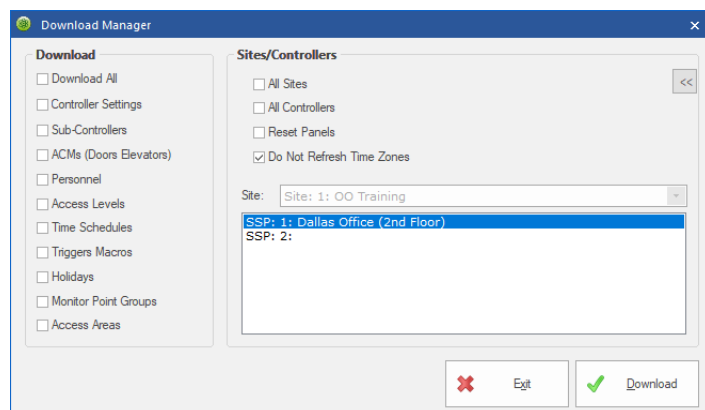 Download Manager
Download
Download All
Controller Settings
Sub-Controllers
ACMs (Doors Elevators)
Personnel
Access Levels
Time Schedules
Triggers Macros
Holidays
Monitor Point Groups
Access Areas
Sites/Controllers
All Sites
<<
All Controllers
Reset Panels
Do Not Refresh Time Zones
Site: Site: 1: OO Training
SSP: 1: Dallas Office (2nd Floor)
SSP: 2:
Exit
Download